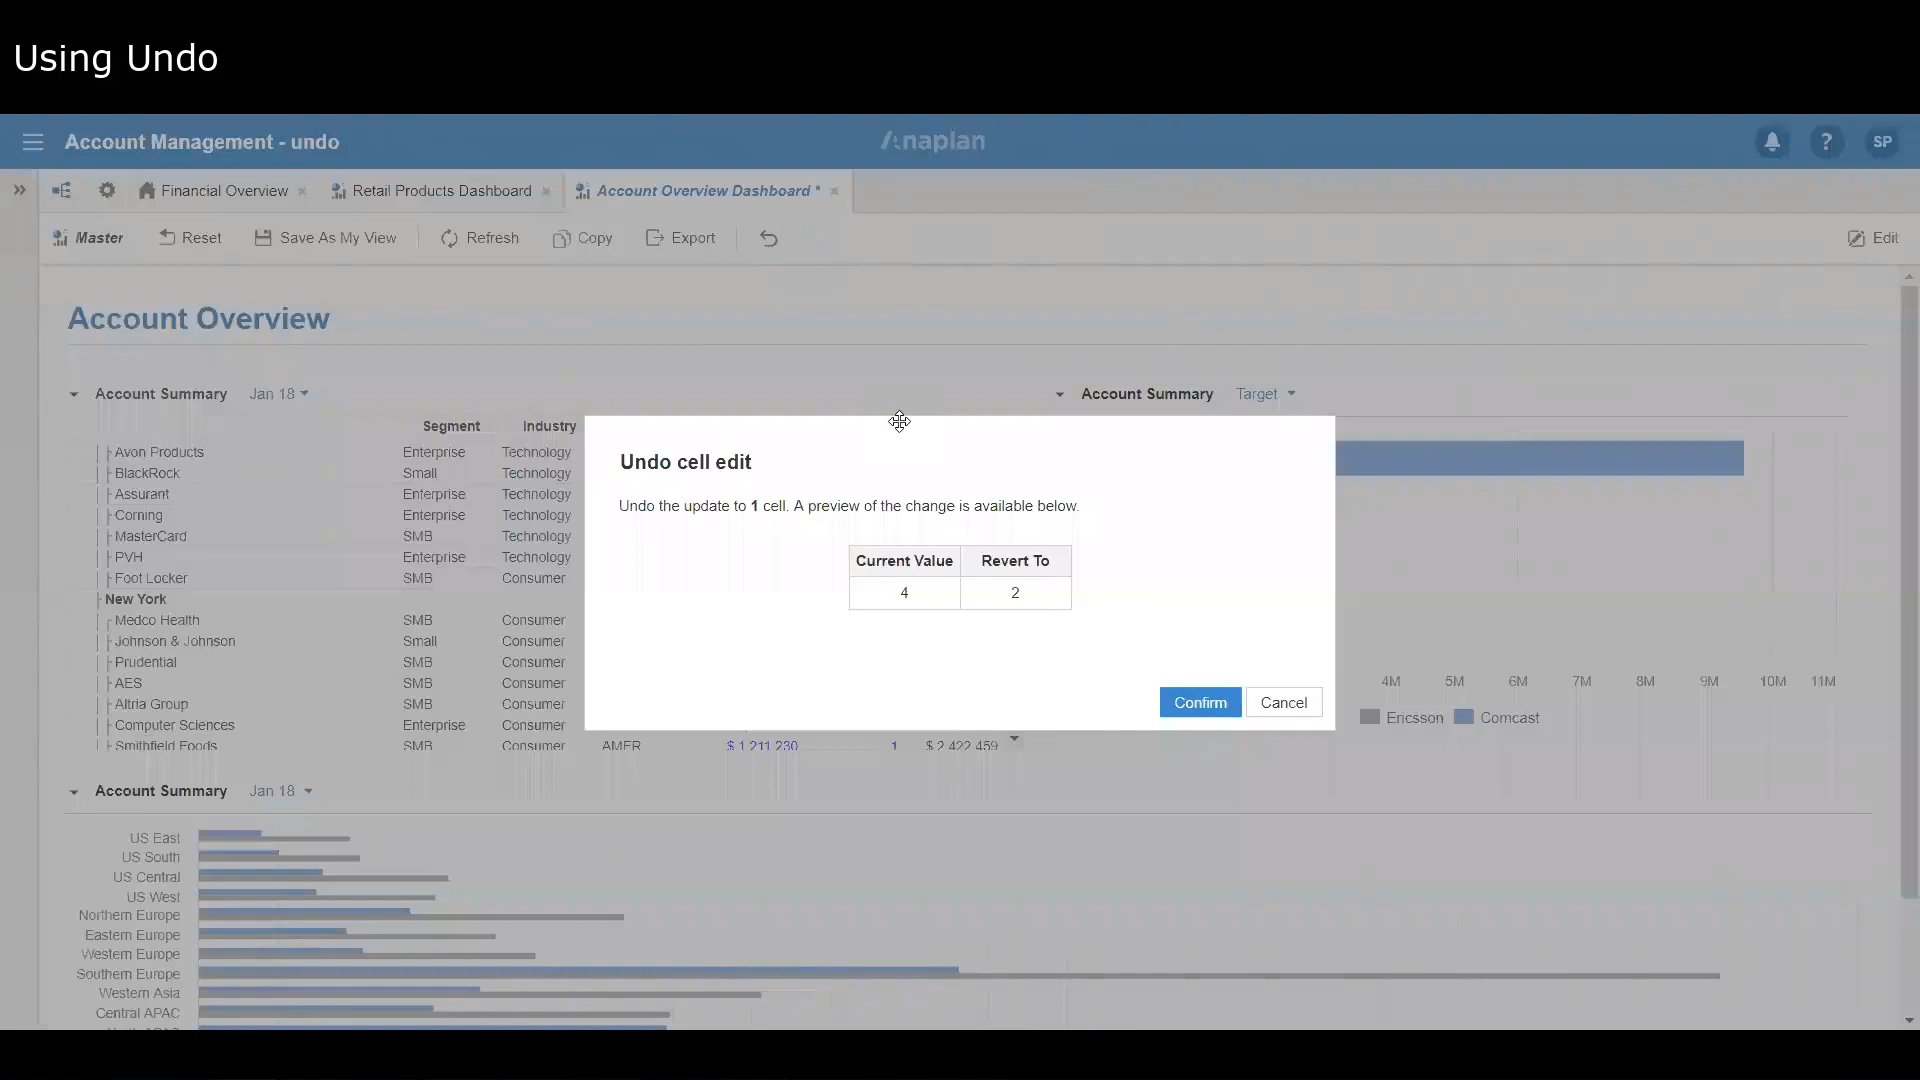 Using Undo
Account Management - undo
Anaplan
? SP
Financial Overview Retail Products Dashboard Account Overview Dashboard *
Master Reset Save As My View Refresh Copy Export Edit
Account Overview
Account Summary Jan 18 Account Summary Target
Segment Industry
Avon Products Enterprise Technology
BlackRock Small Technology
Assurant Enterprise Technology
Corning Enterprise Technology
MasterCard SMB Technology
PVH Enterprise Technology
Foot Locker SMB Consumer
New York
Medco Health SMB Consumer
Johnson & Johnson Small Consumer
Prudential SMB Consumer
AES SMB Consumer
Altria Group SMB Consumer
Computer Sciences Enterprise Consumer
Smithfield Foods SMB Consumer AMER $ 1 211 230 1 $ 2 422 459
Undo cell edit
Undo the update to 1 cell. A preview of the change is available below.
Current Value Revert To
4 2
Confirm Cancel
4M 5M 6M 7M 8M 9M 10M 11M
Ericsson Comcast
Account Summary Jan 18
US East
US South
US Central
US West
Northern Europe
Eastern Europe
Western Europe
Southern Europe
Western Asia
Central APAC